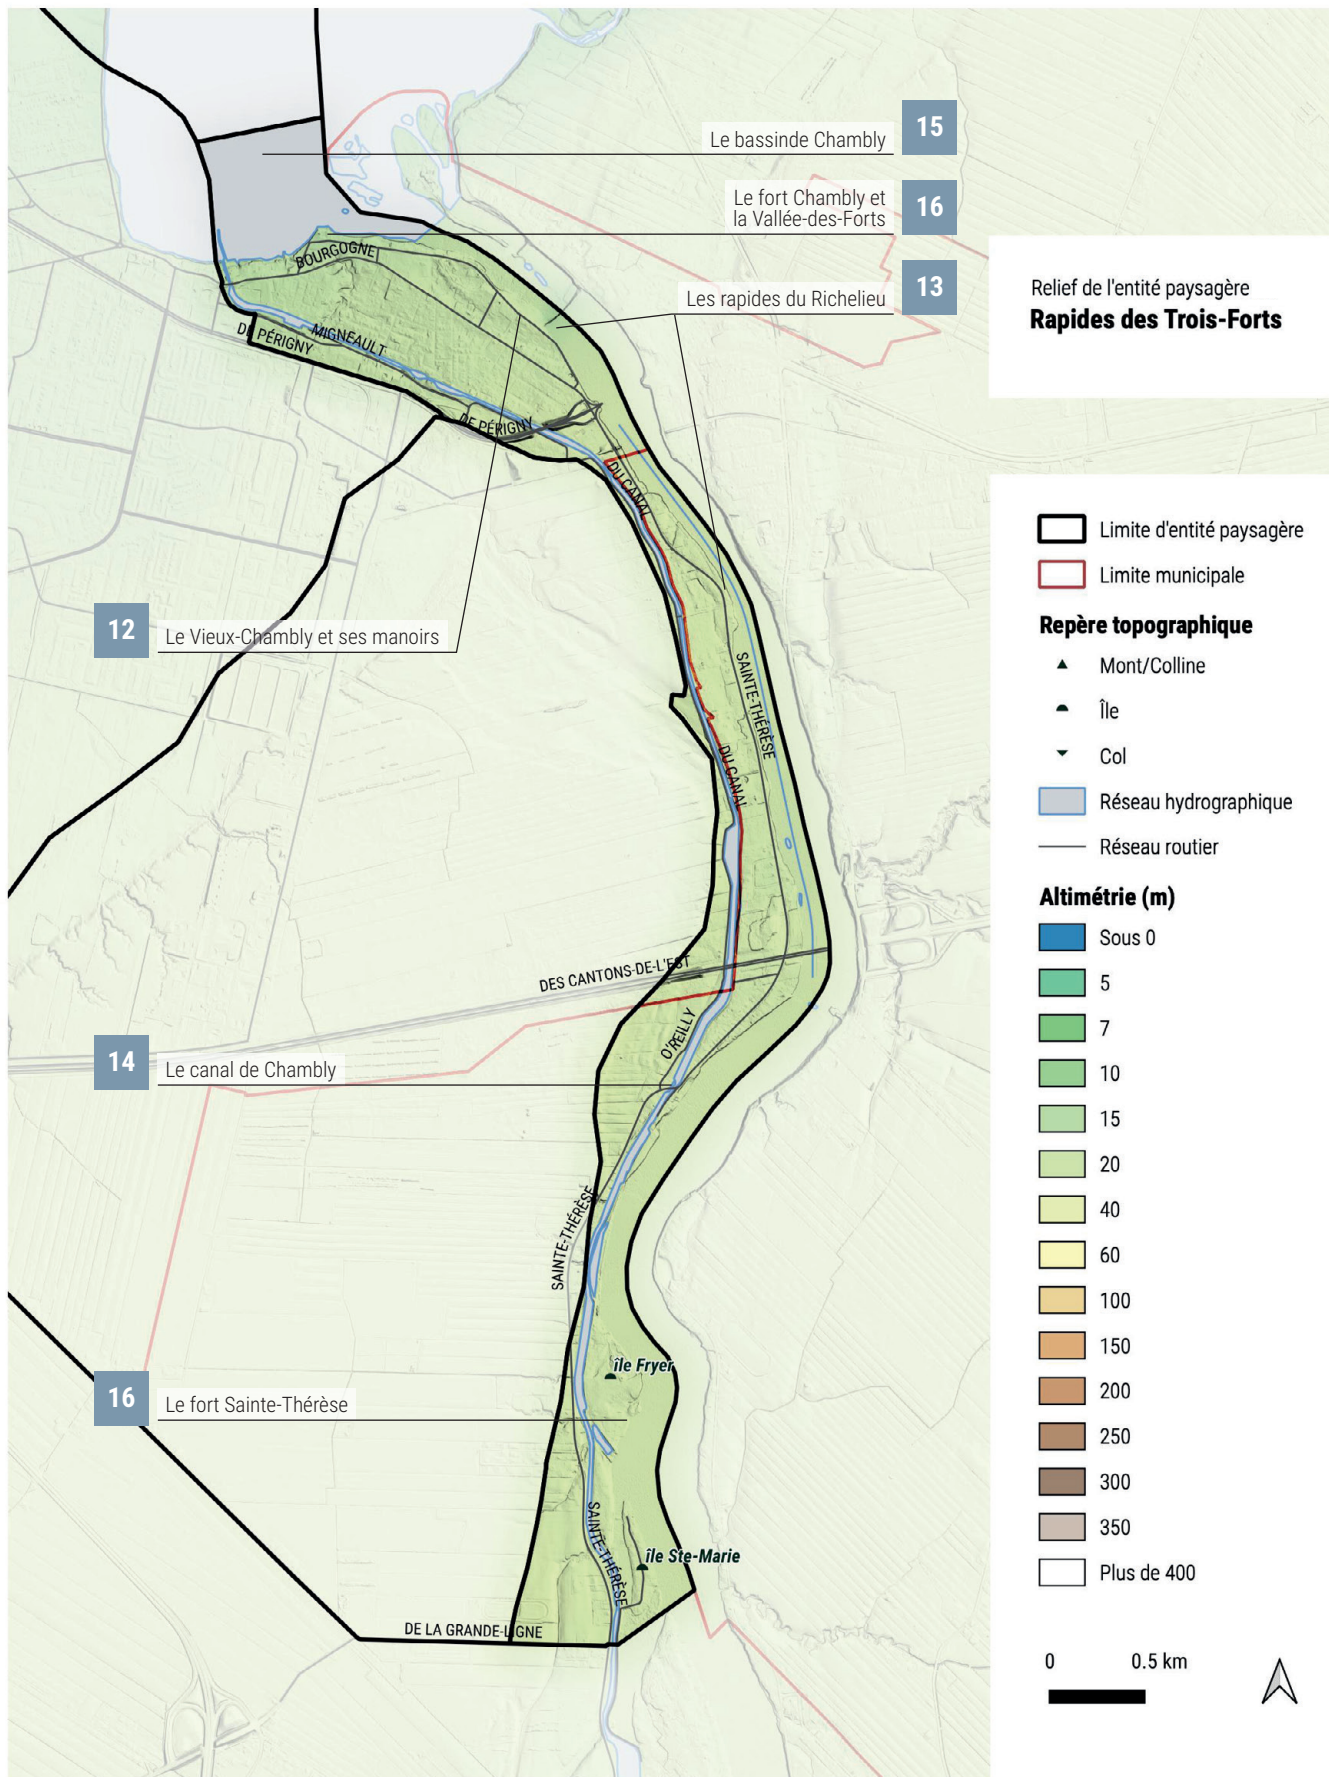 15
Le bassinde Chambly
Le fort Chambly et
la Vallée-des-Forts
16
Les rapides du Richelieu
13
Relief de l'entité paysagère
Rapides des Trois-Forts
BOURGOGNE
MIGNEAULT
DE PÉRIGNY
DE PÉRIGNY
DU CANAL
12
Le Vieux-Chambly et ses manoirs
SAINTE-THÉRÈSE
DU CANAL
DES CANTONS-DE-L'EST
O'REILLY
14
Le canal de Chambly
SAINTE-THÉRÈSE
île Fryer
16
Le fort Sainte-Thérèse
SAINTE-THÉRÈSE
île Ste-Marie
DE LA GRANDE-LIGNE
Limite d'entité paysagère
Limite municipale
Repère topographique
Mont/Colline
Île
Col
Réseau hydrographique
Réseau routier
Altimétrie (m)
Sous 0
5
7
10
15
20
40
60
100
150
200
250
300
350
Plus de 400
0 0.5 km